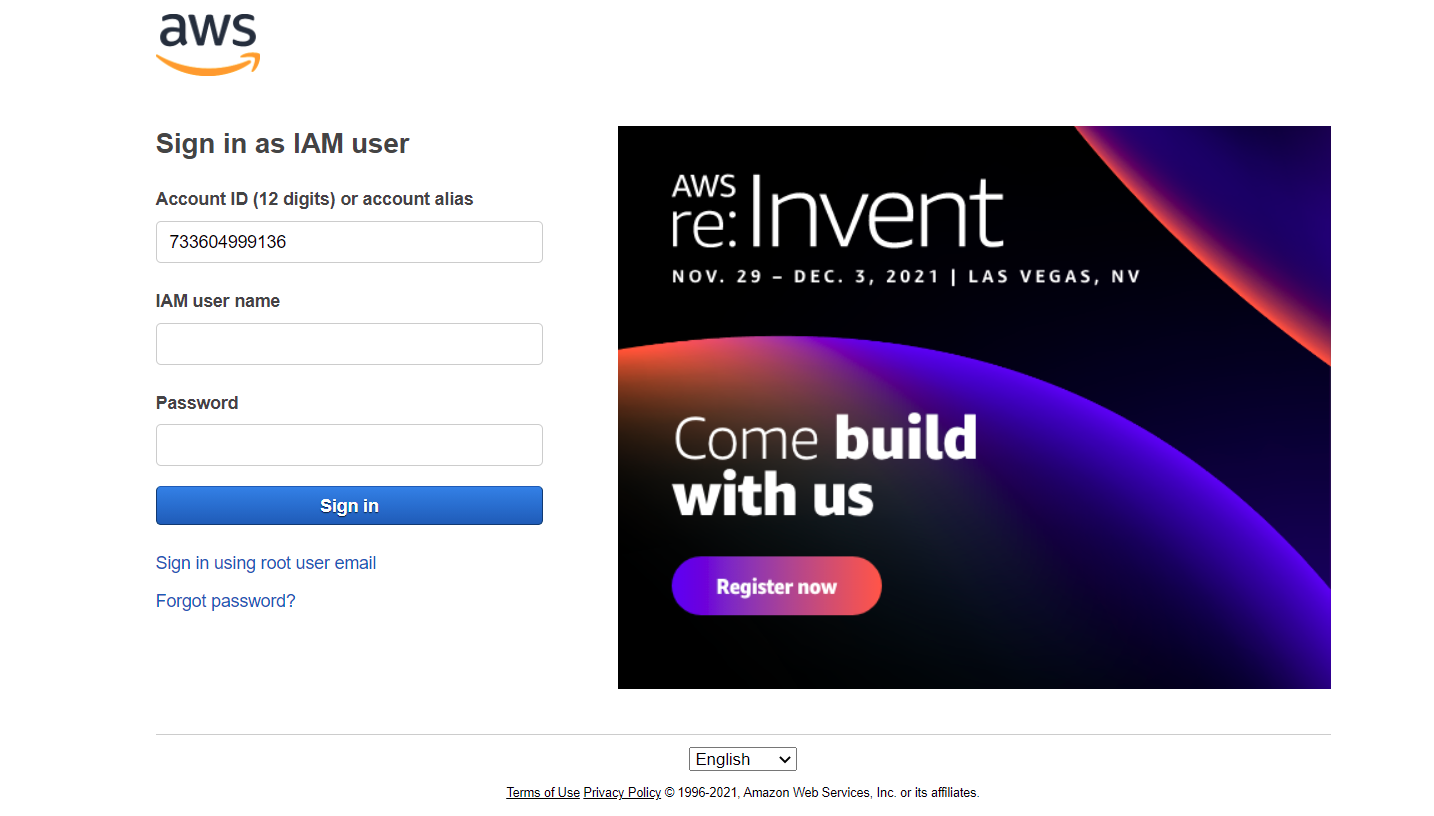 aws
Sign in as IAM user
Account ID (12 digits) or account alias
733604999136
IAM user name
Password
Sign in
Sign in using root user email
Forgot password?
AWS
re:Invent
NOV. 29 – DEC. 3, 2021 | LAS VEGAS, NV
Come build
with us
Register now
English
Terms of Use Privacy Policy © 1996-2021, Amazon Web Services, Inc. or its affiliates.